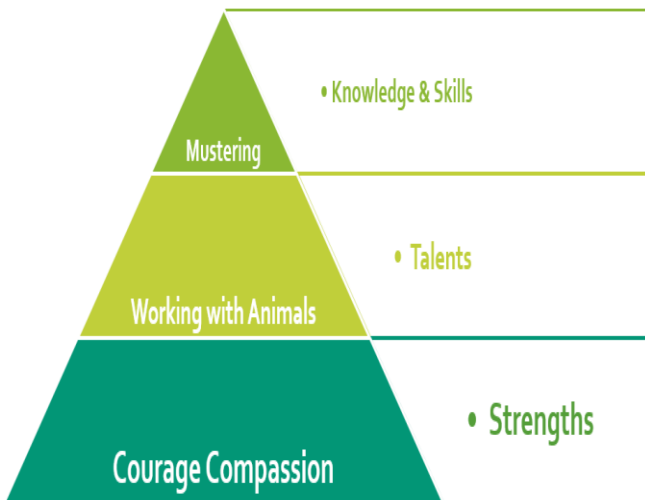 • Knowledge & Skills
Mustering
• Talents
Working with Animals
• Strengths
Courage Compassion